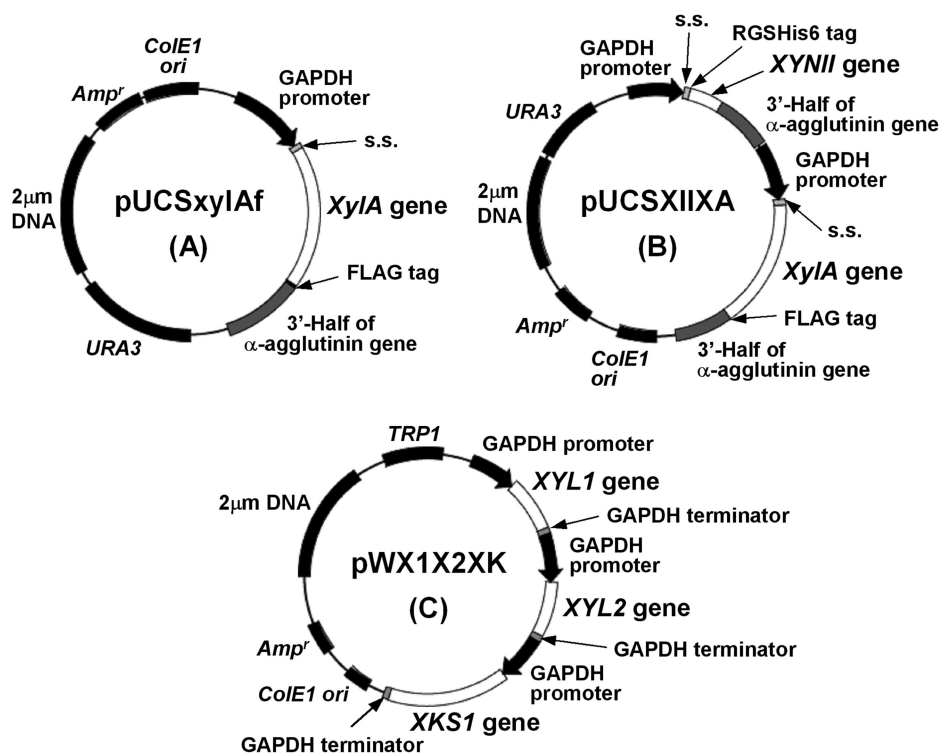 ColE1
ori
Ampʳ
GAPDH
promoter
s.s.
2μm
DNA
pUCSxylAf
(A)
XylA gene
FLAG tag
3’-Half of
α-agglutinin gene
URA3
s.s.
GAPDH
promoter
RGSHis6 tag
XYNII gene
3’-Half of
α-agglutinin gene
URA3
GAPDH
promoter
2μm
DNA
pUCSXIIXA
(B)
s.s.
XylA gene
FLAG tag
Ampʳ
ColE1
ori
3’-Half of
α-agglutinin gene
TRP1
GAPDH promoter
XYL1 gene
2μm DNA
GAPDH terminator
GAPDH
promoter
pWX1X2XK
(C)
XYL2 gene
GAPDH terminator
Ampʳ
GAPDH
promoter
ColE1 ori
XKS1 gene
GAPDH terminator